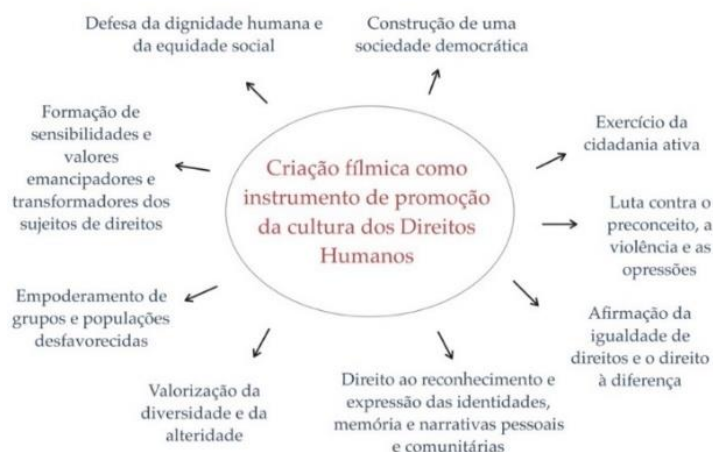 Defesa da dignidade humana e
da equidade social
Construção de uma
sociedade democrática
Formação de
sensibilidades e
valores
emancipadores e
transformadores dos
sujeitos de direitos
Criação fílmica como
instrumento de promoção
da cultura dos Direitos
Humanos
Exercício da
cidadania ativa
Luta contra o
preconceito, a
violência e as
opressões
Empoderamento de
grupos e populações
desfavorecidas
Afirmação da
igualdade de
direitos e o direito
à diferença
Valorização da
diversidade e da
alteridade
Direito ao reconhecimento e
expressão das identidades,
memória e narrativas pessoais
e comunitárias